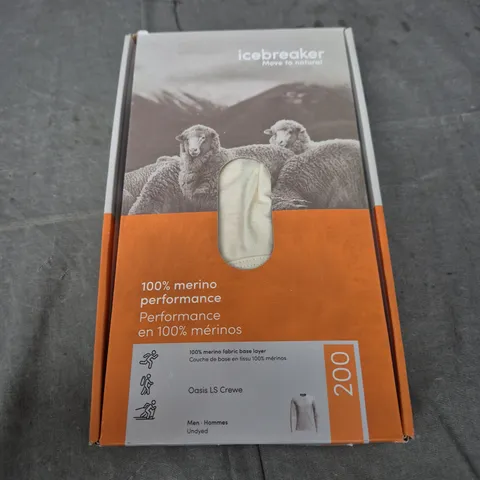 icebreaker
Move to natural
100% merino
performance
Performance
en 100% mérinos
100% merino fabric base layer
Couche de base en tissu 100% mérinos
Oasis LS Crewe
Men · Hommes
Undyed
200